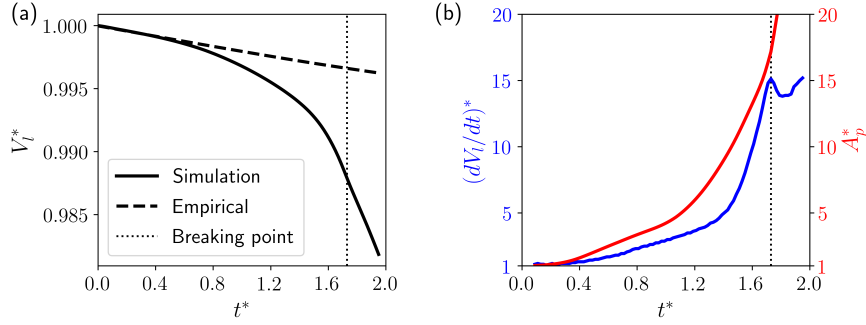 (a)
1.000
0.995
0.990
0.985
V_l^*
Simulation
Empirical
Breaking point
0.0 0.4 0.8 1.2 1.6 2.0
t^*
(b)
20
15
10
5
1
(dV_l/dt)^*
20
15
10
5
1
A_p^*
0.0 0.4 0.8 1.2 1.6 2.0
t^*